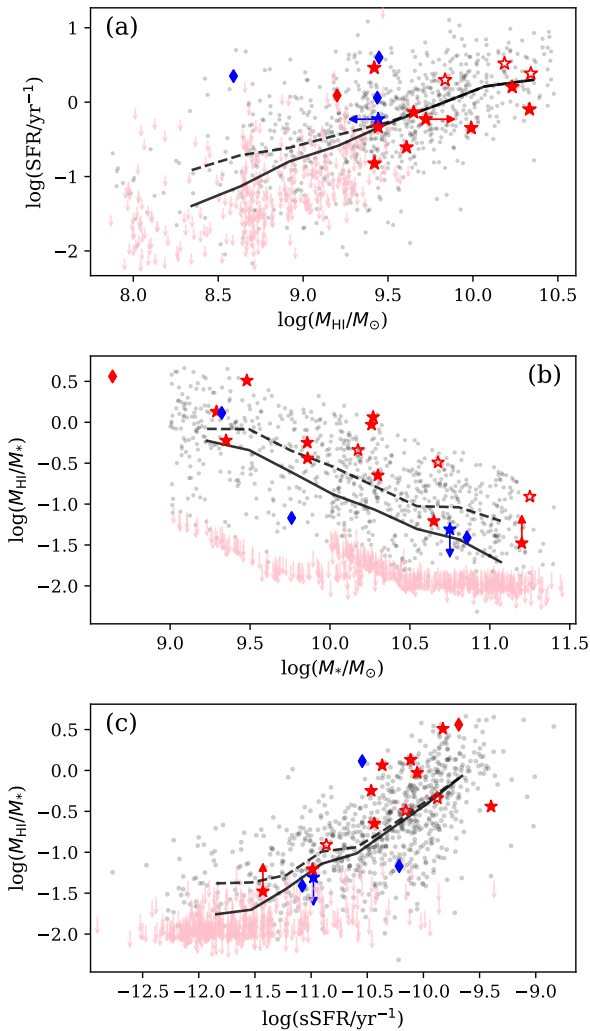 (a)
1
0
−1
−2
log(SFR/yr⁻¹)
8.0 8.5 9.0 9.5 10.0 10.5
log(M_HI/M_⊙)
(b)
0.5
0.0
−0.5
−1.0
−1.5
−2.0
log(M_HI/M_*)
9.0 9.5 10.0 10.5 11.0 11.5
log(M_*/M_⊙)
(c)
0.5
0.0
−0.5
−1.0
−1.5
−2.0
log(M_HI/M_*)
−12.5 −12.0 −11.5 −11.0 −10.5 −10.0 −9.5 −9.0
log(sSFR/yr⁻¹)